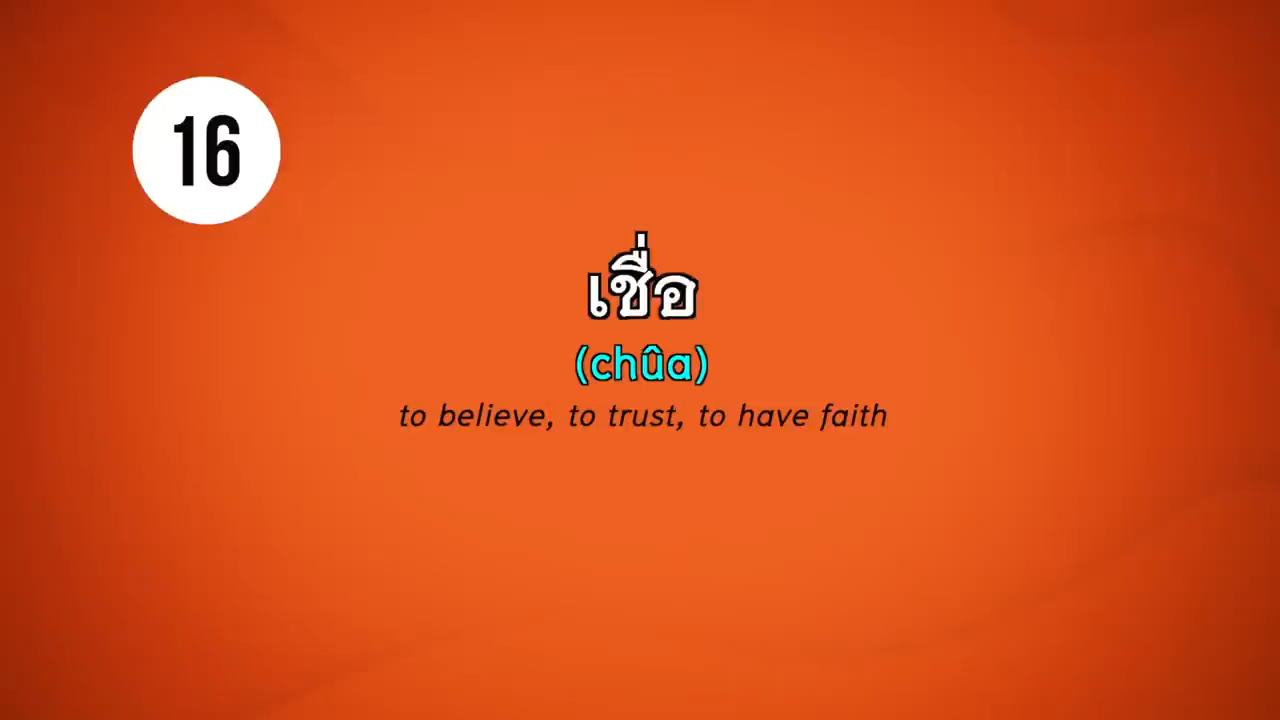 16
เชื่อ
(chûa)
to believe, to trust, to have faith